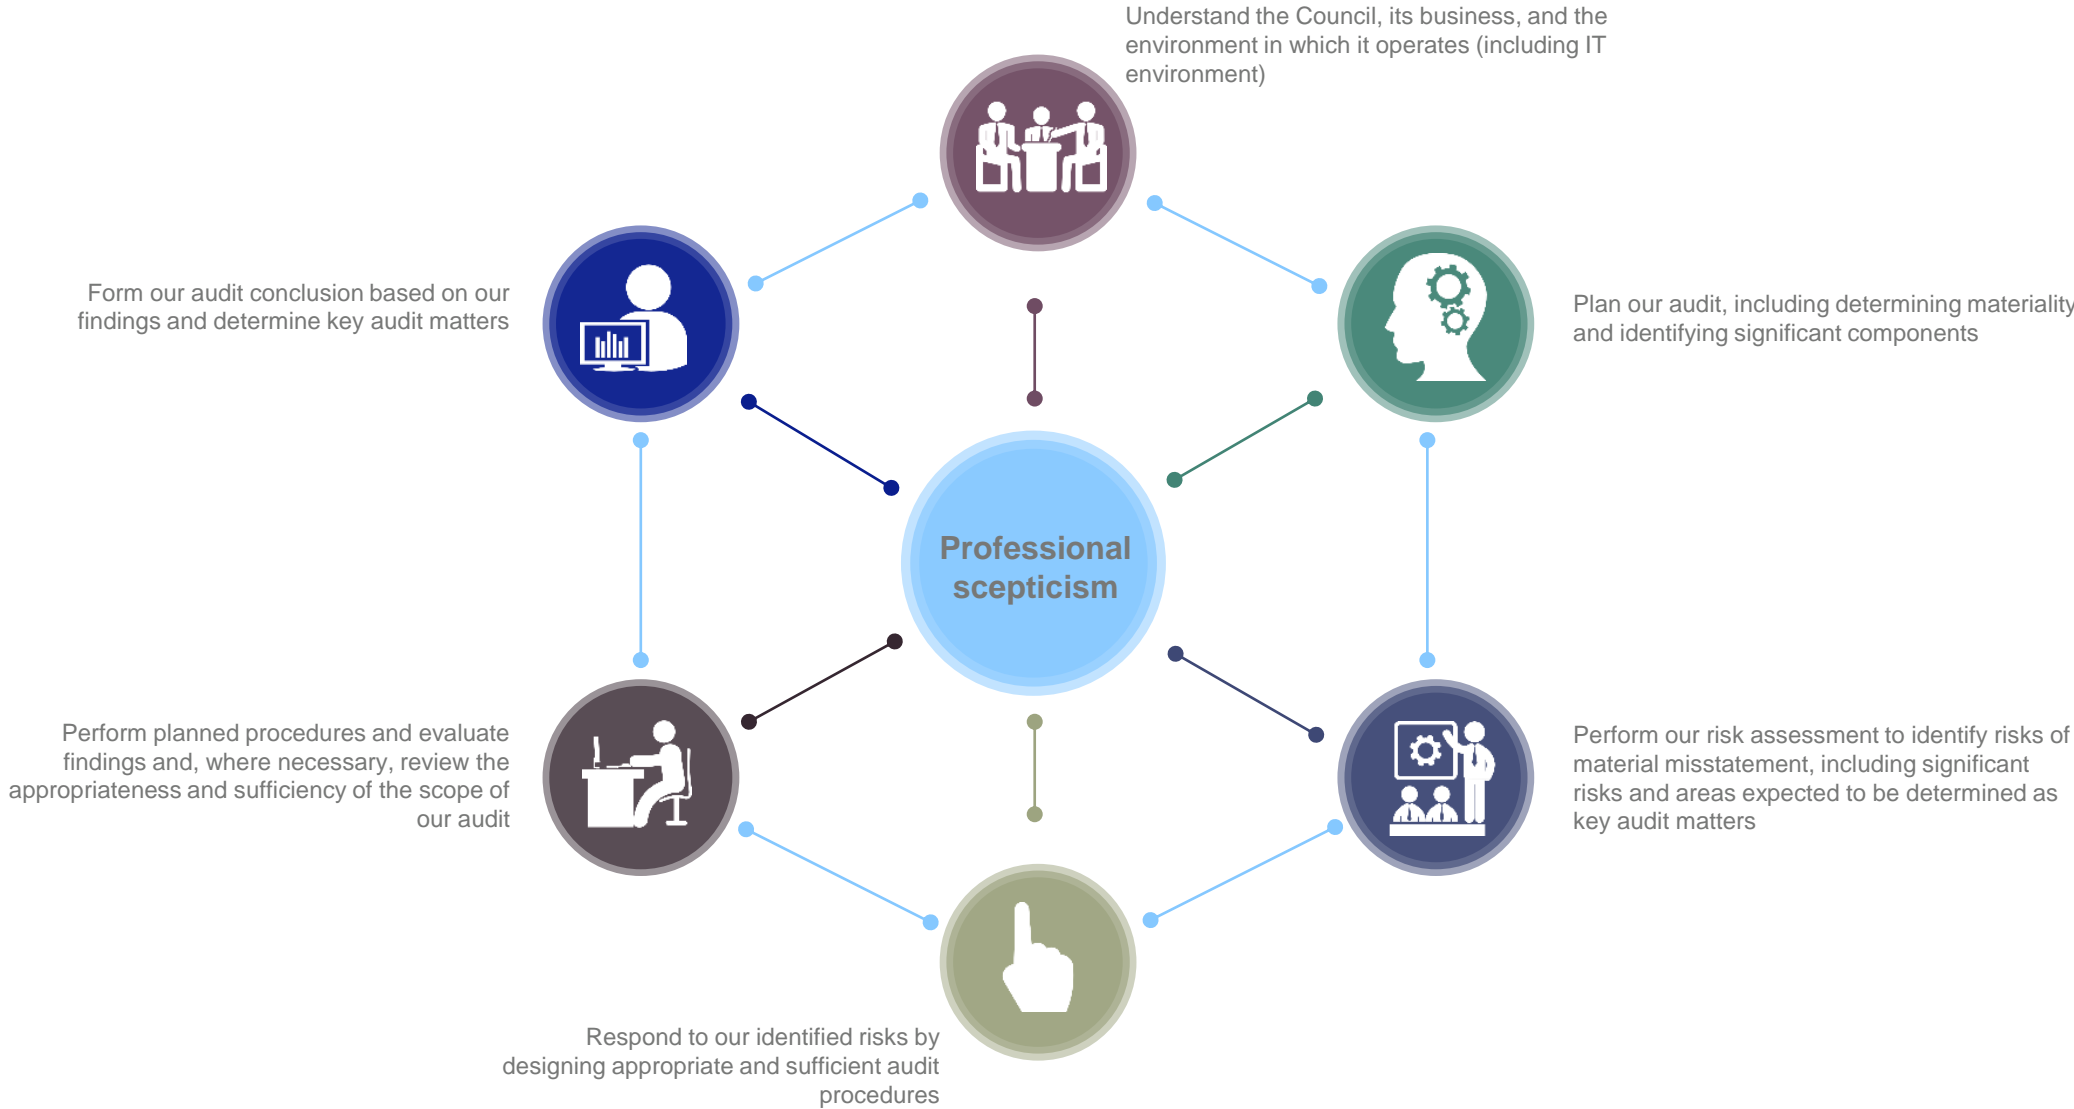 Understand the Council, its business, and the
environment in which it operates (including IT
environment)
Plan our audit, including determining materiality
and identifying significant components
Perform our risk assessment to identify risks of
material misstatement, including significant
risks and areas expected to be determined as
key audit matters
Respond to our identified risks by
designing appropriate and sufficient audit
procedures
Perform planned procedures and evaluate
findings and, where necessary, review the
appropriateness and sufficiency of the scope of
our audit
Form our audit conclusion based on our
findings and determine key audit matters
Professional
scepticism